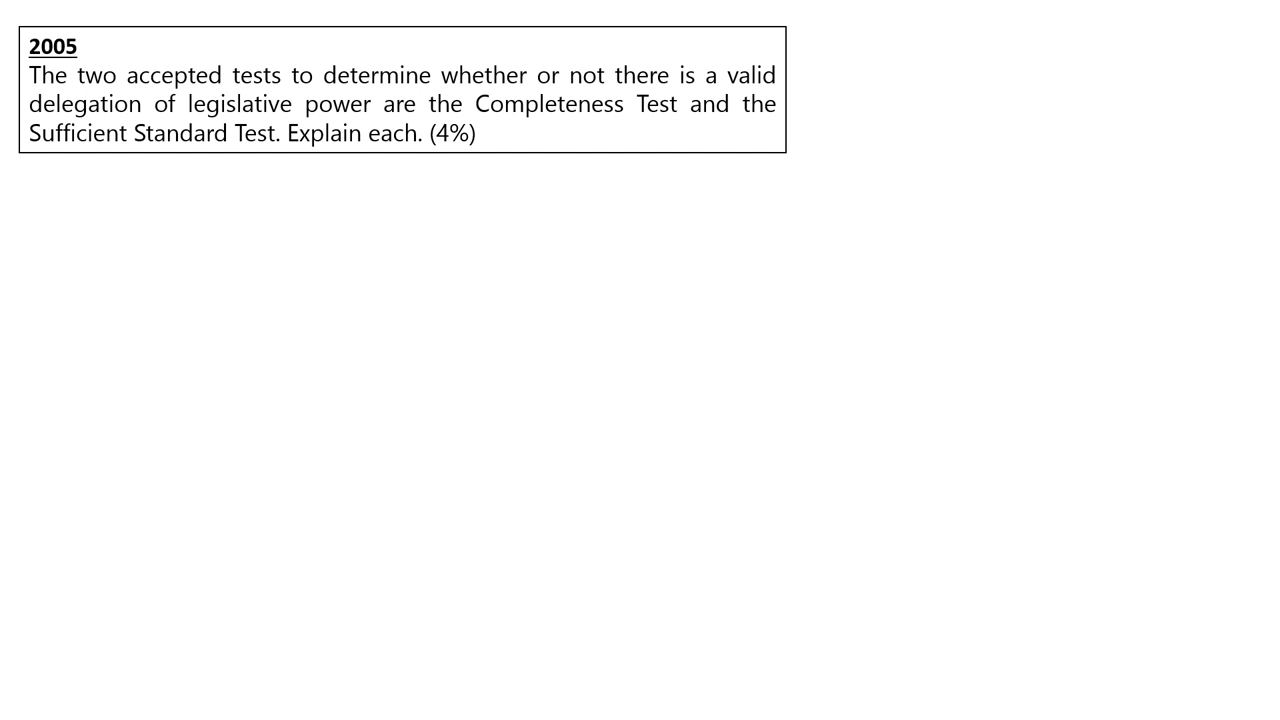 2005
The two accepted tests to determine whether or not there is a valid
delegation of legislative power are the Completeness Test and the
Sufficient Standard Test. Explain each. (4%)